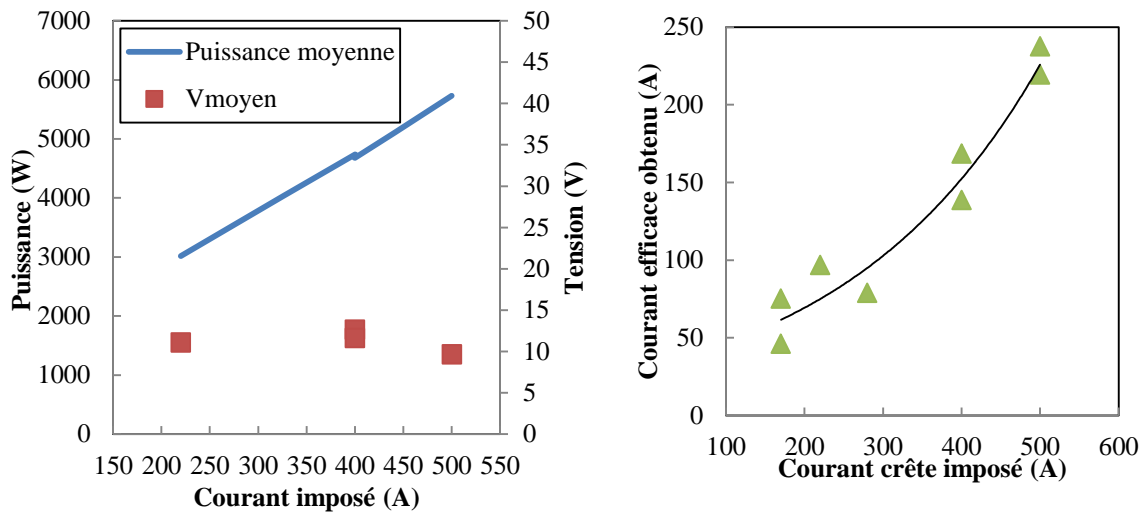 7000
6000
5000
4000
3000
2000
1000
0
Puissance (W)
Puissance moyenne
Vmoyen
50
45
40
35
30
25
20
15
10
5
0
Tension (V)
150 200 250 300 350 400 450 500 550
Courant imposé (A)
250
200
150
100
50
0
Courant efficace obtenu (A)
100 200 300 400 500 600
Courant crête imposé (A)